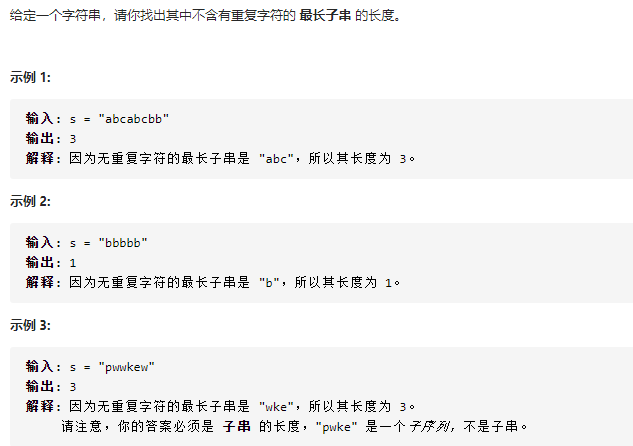 给定一个字符串，请你找出其中不含有重复字符的 最长子串 的长度。
示例 1:
输入: s = "abcabcbb"
输出: 3
解释: 因为无重复字符的最长子串是 "abc"，所以其长度为 3。
示例 2:
输入: s = "bbbbb"
输出: 1
解释: 因为无重复字符的最长子串是 "b"，所以其长度为 1。
示例 3:
输入: s = "pwwkew"
输出: 3
解释: 因为无重复字符的最长子串是 "wke"，所以其长度为 3。
请注意，你的答案必须是 子串 的长度，"pwke" 是一个子序列，不是子串。